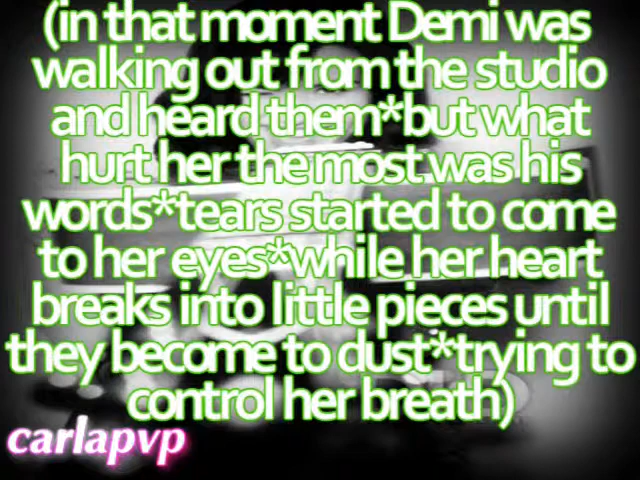 (in that moment Demi was
walking out from the studio
and heard them*but what
hurt her the most was his
words*tears started to come
to her eyes*while her heart
breaks into little pieces until
they become to dust*trying to
control her breath)
carlapvp